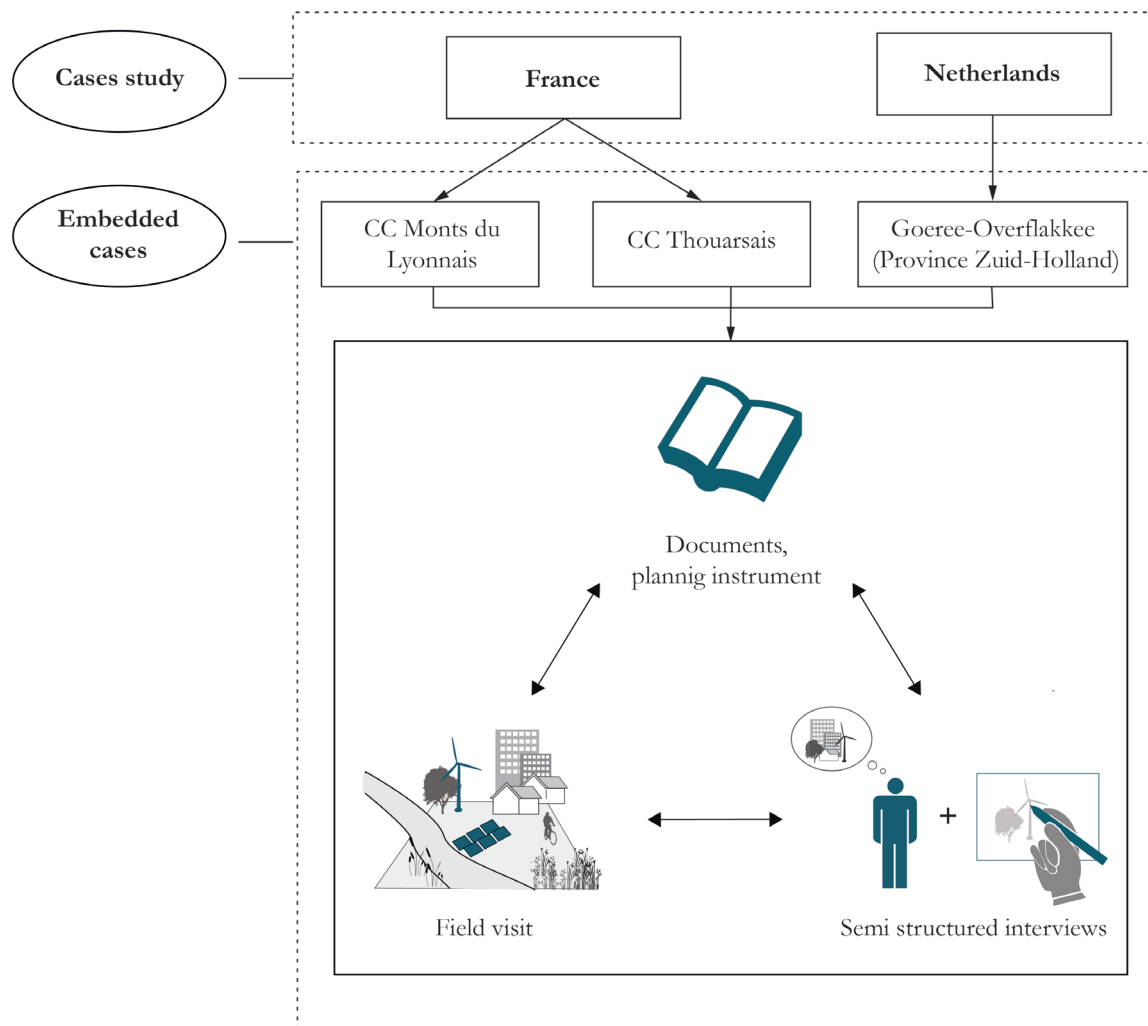 Cases study
France
Netherlands
Embedded
cases
CC Monts du
Lyonnais
CC Thouarsais
Goeree-Overflakkee
(Province Zuid-Holland)
Documents,
plannig instrument
+
Field visit
Semi structured interviews